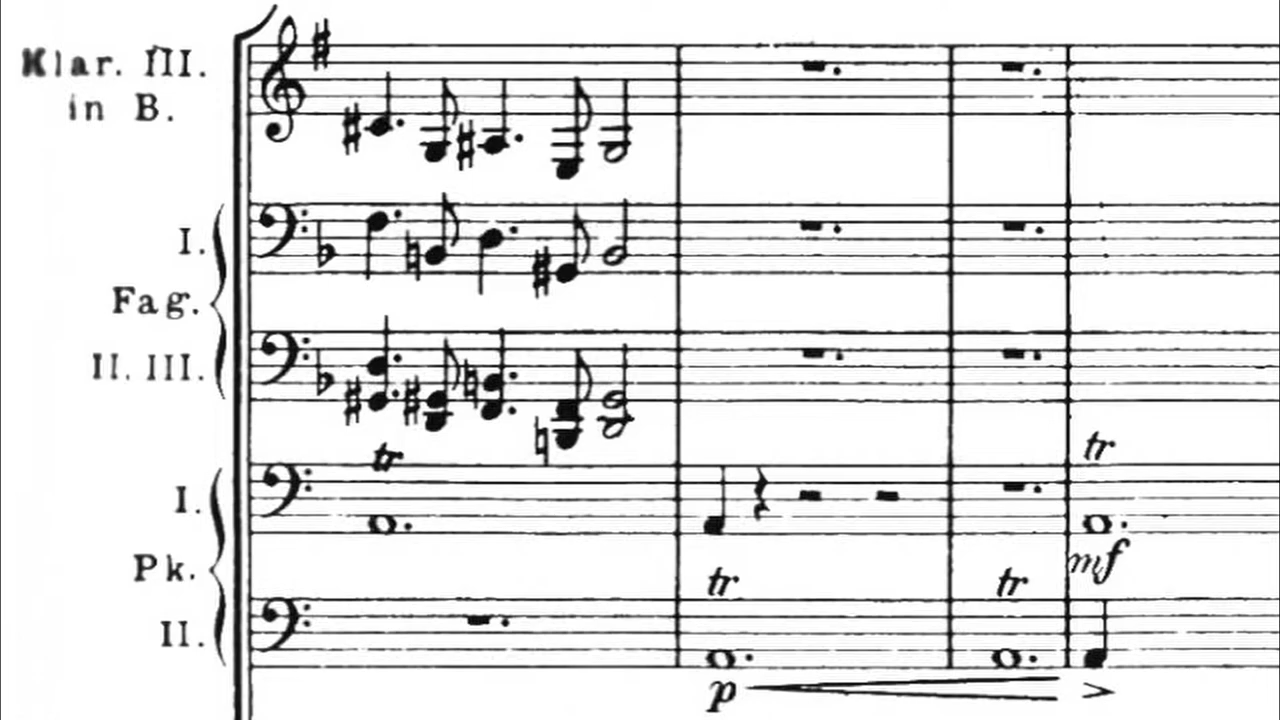 Klar. III.
in B.
I.
Fag.
II. III.
tr
I.
tr
mf
Pk.
tr
tr
II.
p